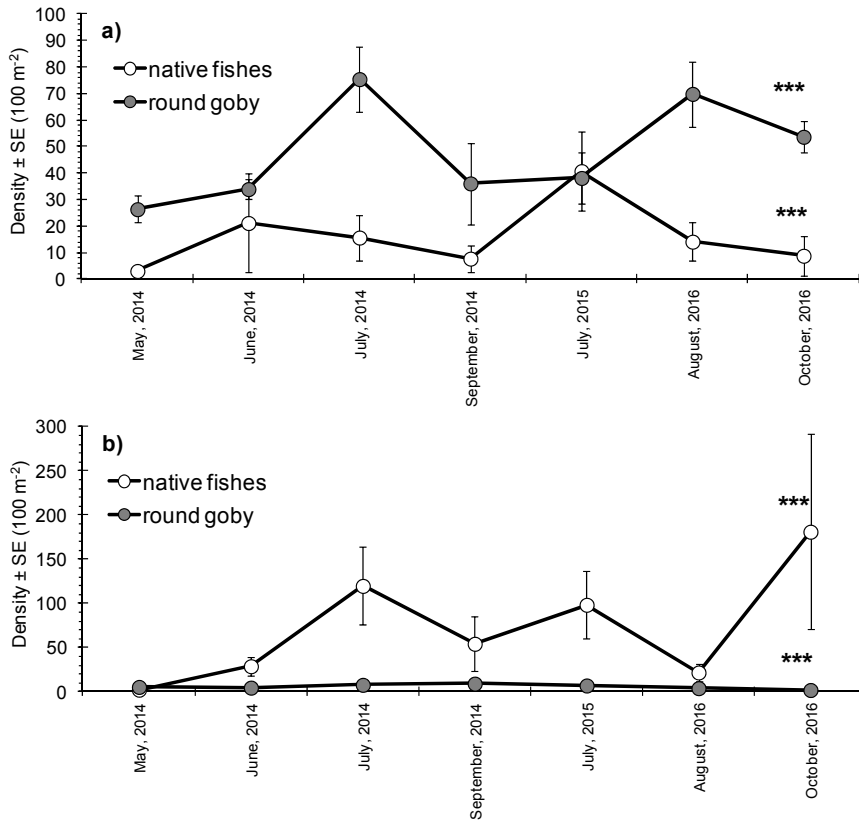 a)
native fishes
round goby
***
***
Density ± SE (100 m-2)
100
90
80
70
60
50
40
30
20
10
0
May, 2014
June, 2014
July, 2014
September, 2014
July, 2015
August, 2016
October, 2016
b)
native fishes
round goby
***
***
Density ± SE (100 m-2)
300
250
200
150
100
50
0
May, 2014
June, 2014
July, 2014
September, 2014
July, 2015
August, 2016
October, 2016